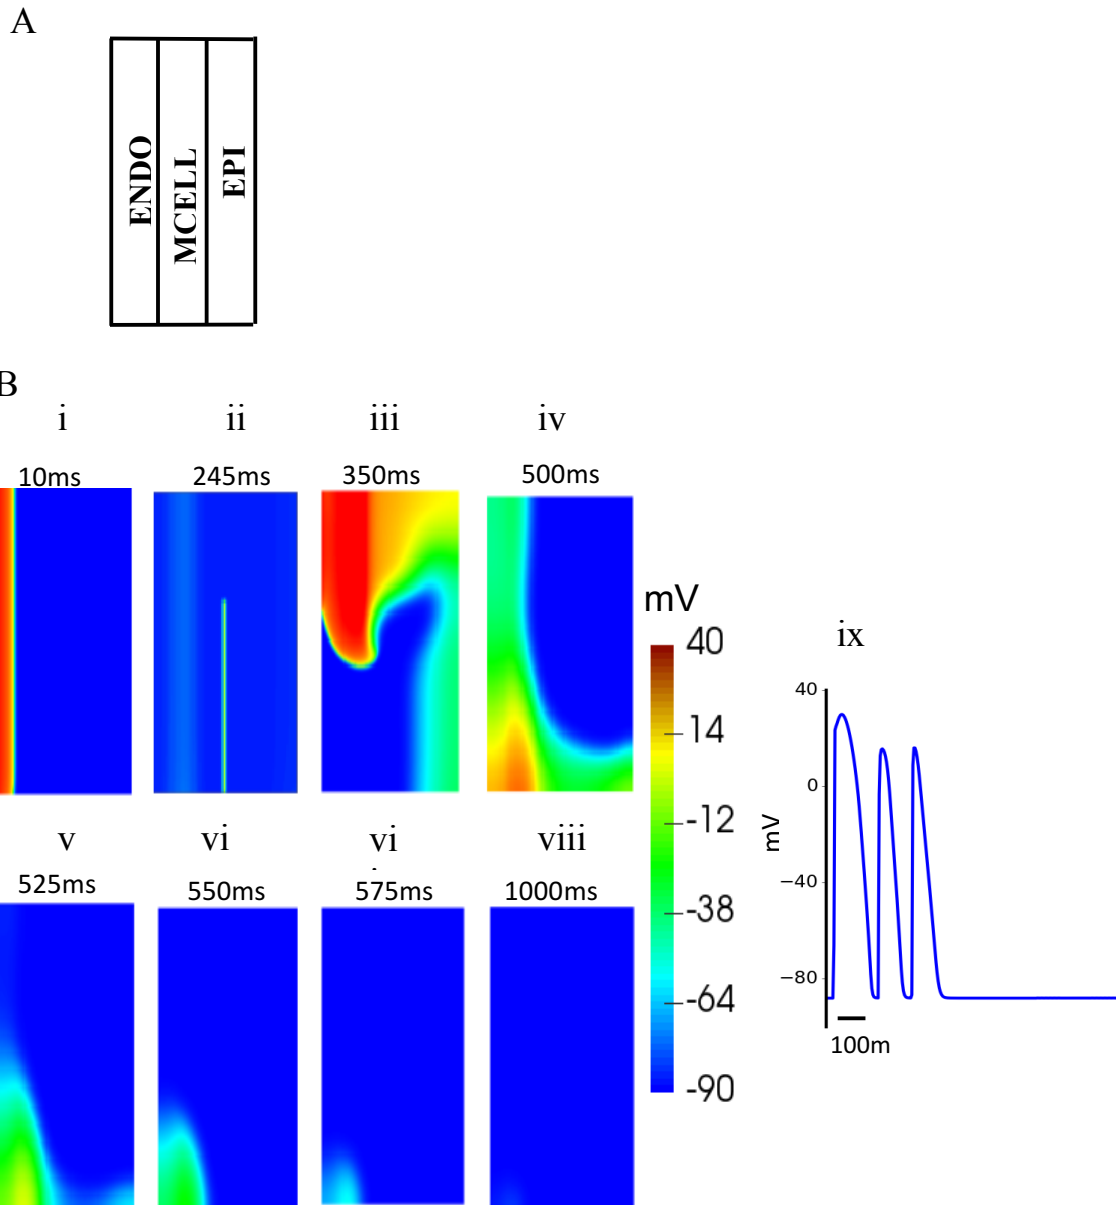 A
ENDO
MCELL
EPI
B
i ii iii iv
10ms 245ms 350ms 500ms
mV
40
14
-12
-38
-64
-90
v vi vi viii
525ms 550ms 575ms 1000ms
ix
40
0
−40
−80
mV
100m